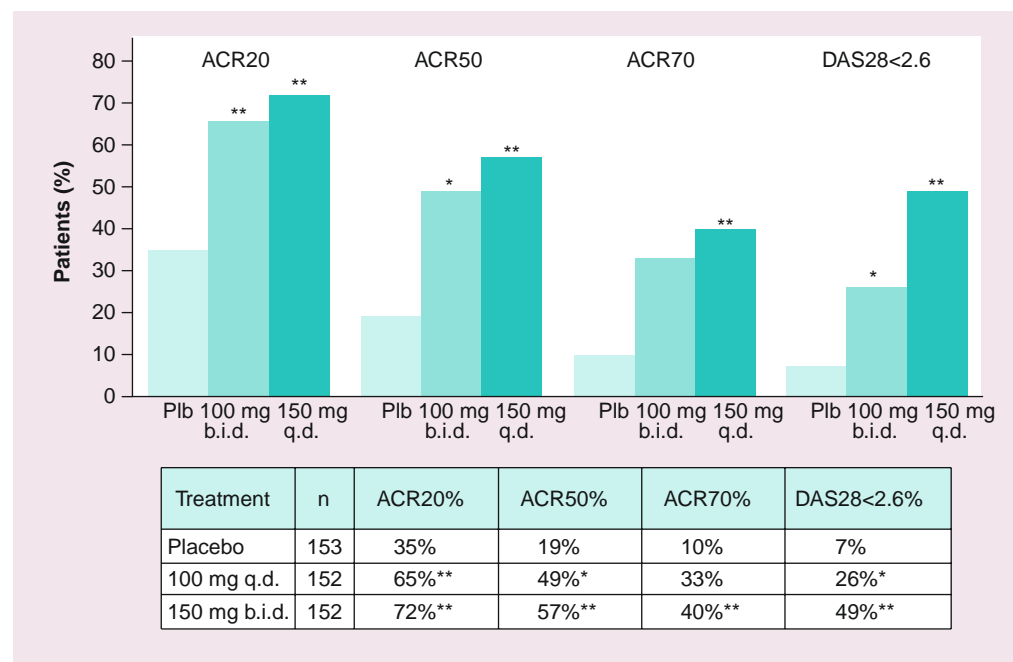 ACR20 ACR50 ACR70 DAS28<2.6
** ** * ** ** * **
Patients (%)
80
70
60
50
40
30
20
10
0
Plb 100 mg 150 mg Plb 100 mg 150 mg Plb 100 mg 150 mg Plb 100 mg 150 mg
b.i.d. q.d. b.i.d. q.d. b.i.d. q.d. b.i.d. q.d.
Treatment n ACR20% ACR50% ACR70% DAS28<2.6%
Placebo 153 35% 19% 10% 7%
100 mg q.d. 152 65%** 49%* 33% 26%*
150 mg b.i.d. 152 72%** 57%** 40%** 49%**